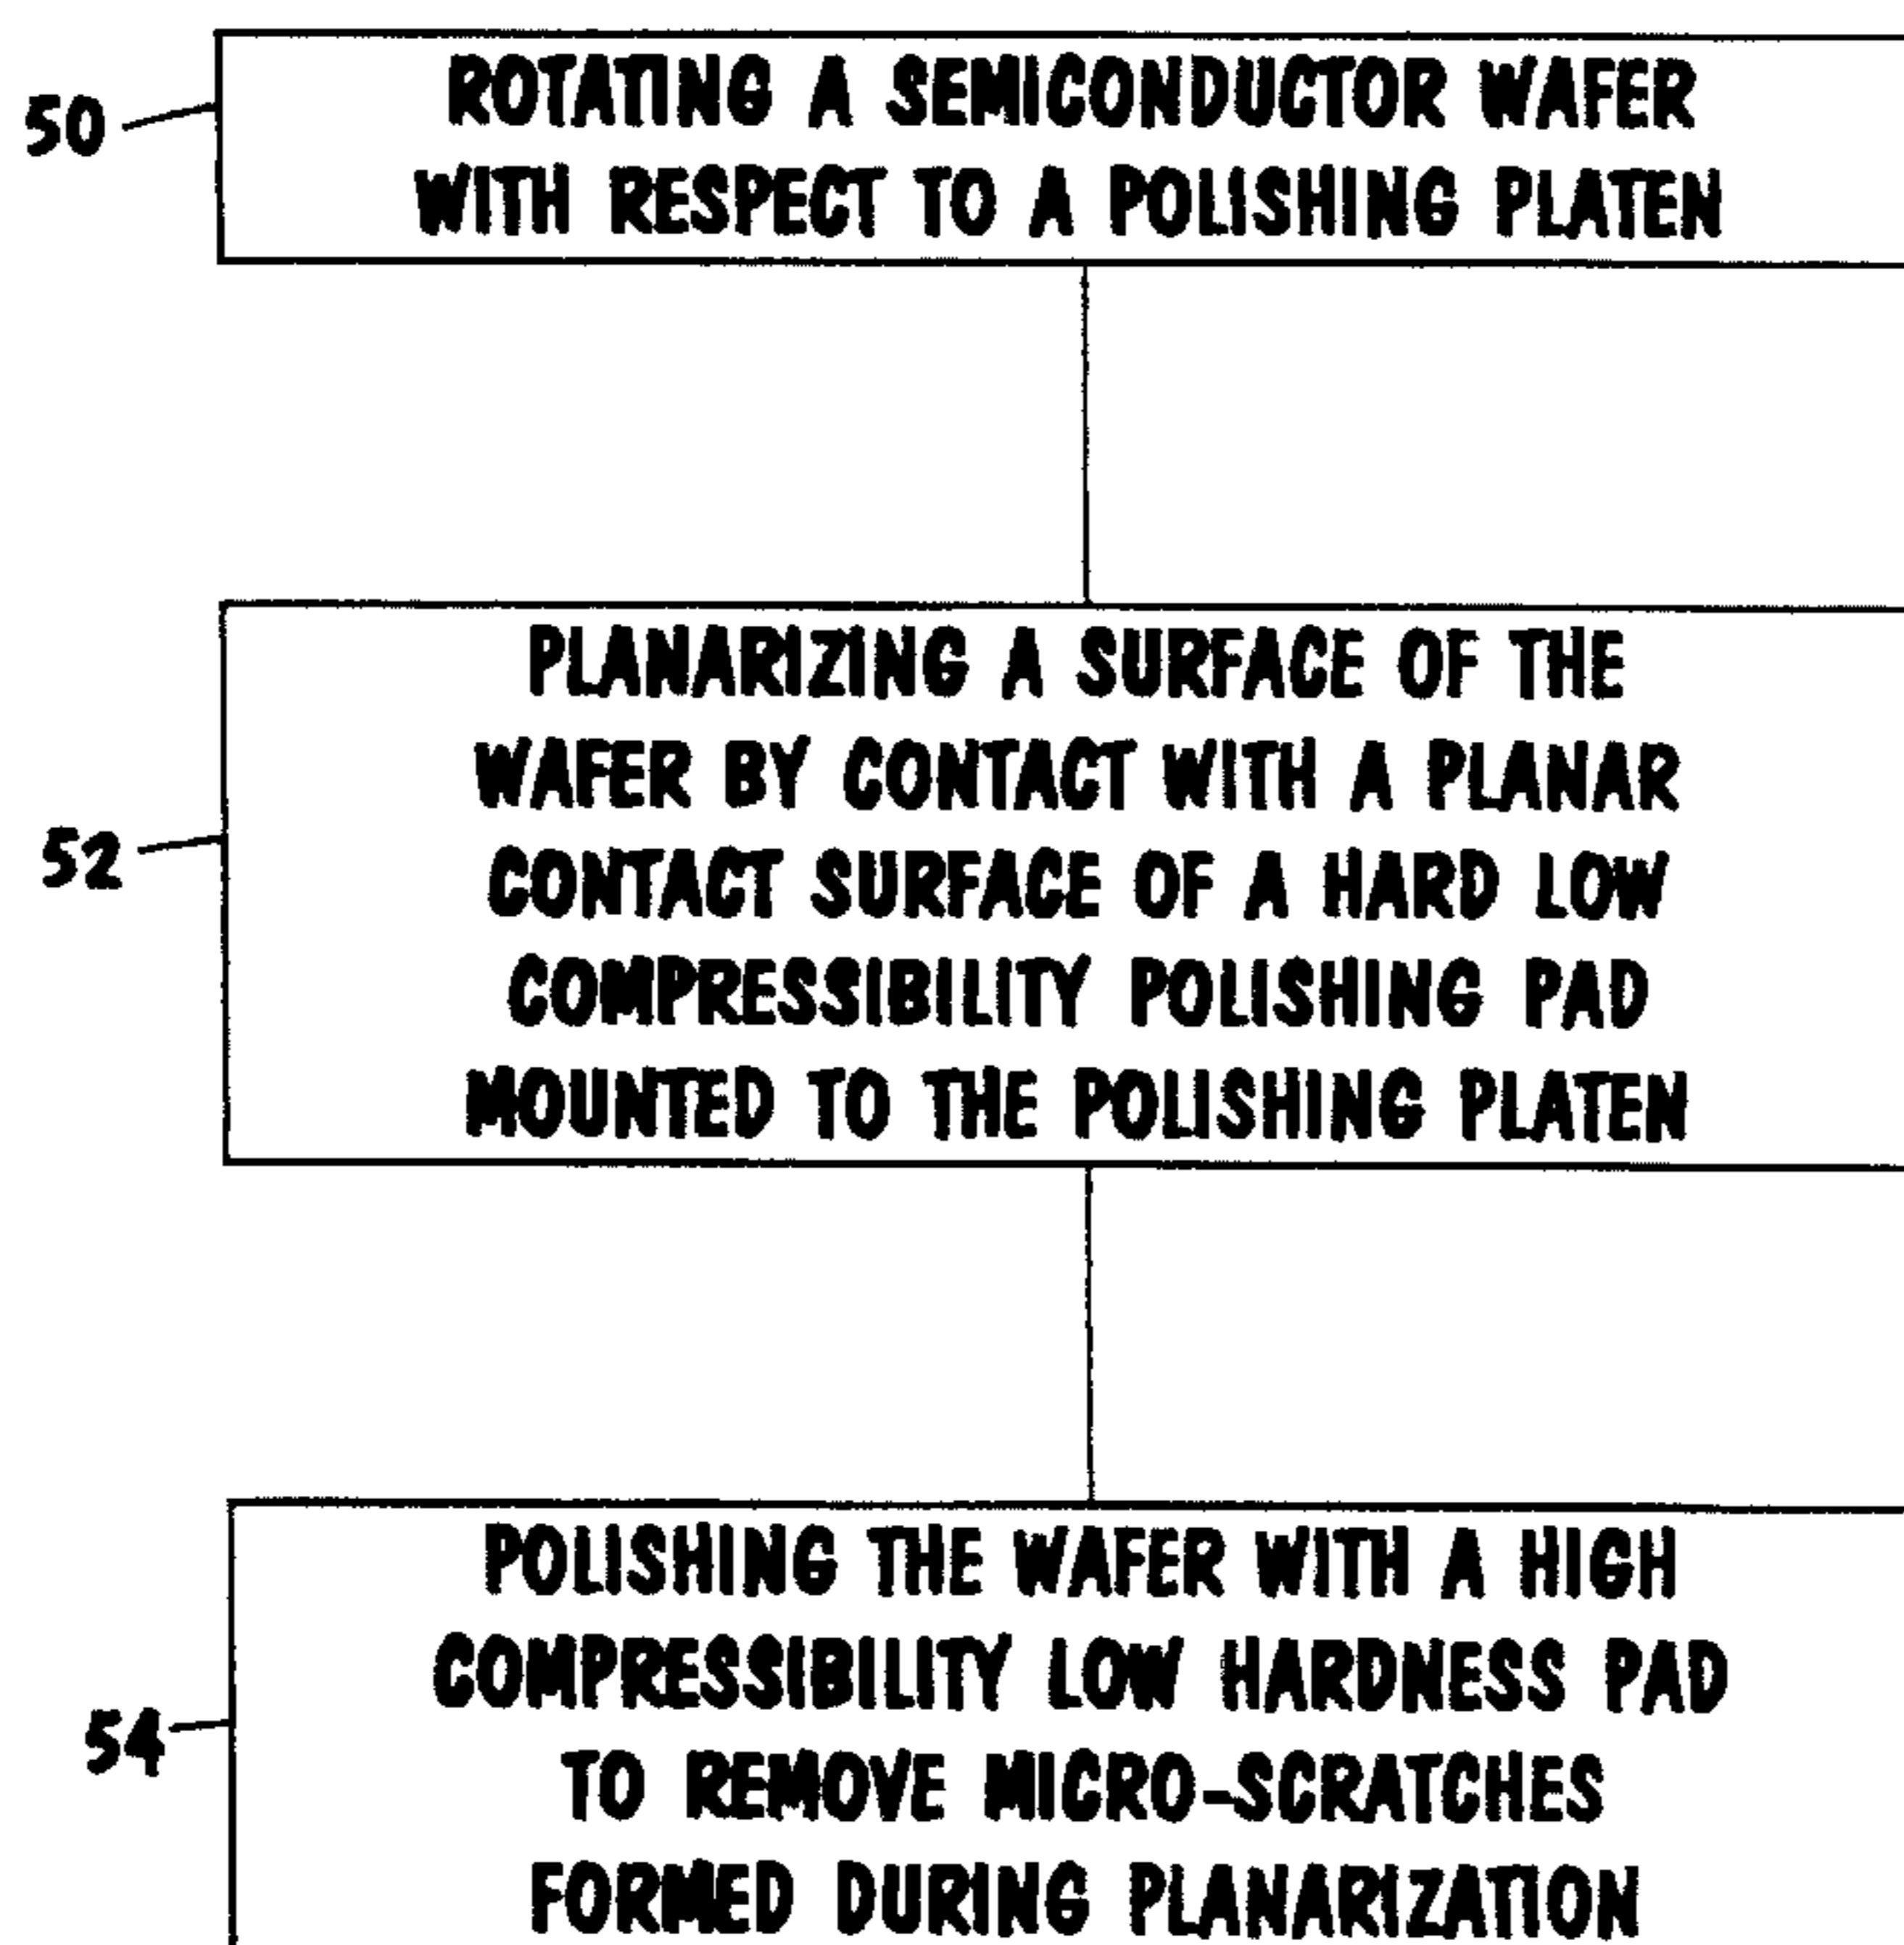 50
ROTATING A SEMICONDUCTOR WAFER
WITH RESPECT TO A POLISHING PLATEN
52
PLANARIZING A SURFACE OF THE
WAFER BY CONTACT WITH A PLANAR
CONTACT SURFACE OF A HARD LOW
COMPRESSIBILITY POLISHING PAD
MOUNTED TO THE POLISHING PLATEN
54
POLISHING THE WAFER WITH A HIGH
COMPRESSIBILITY LOW HARDNESS PAD
TO REMOVE MICRO-SCRATCHES
FORMED DURING PLANARIZATION